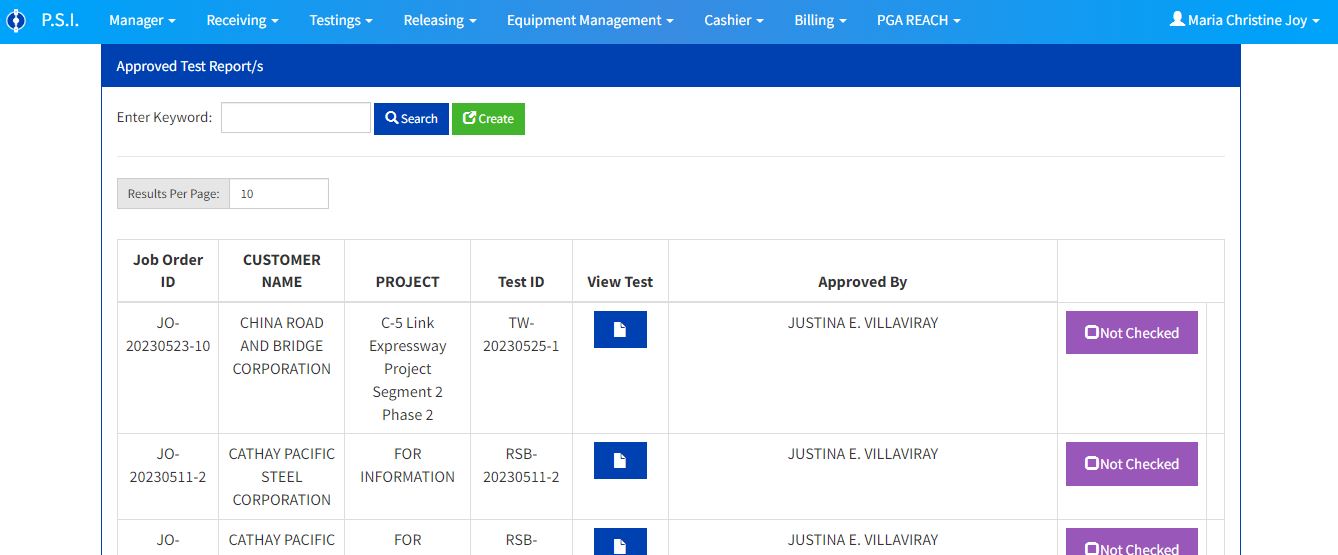 P.S.I. Manager Receiving Testings Releasing Equipment Management Cashier Billing PGA REACH Maria Christine Joy
Approved Test Report/s
Enter Keyword: Search Create
Results Per Page: 10
Job Order
ID
CUSTOMER
NAME
PROJECT
Test ID
View Test
Approved By
JO-
20230523-10
CHINA ROAD
AND BRIDGE
CORPORATION
C-5 Link
Expressway
Project
Segment 2
Phase 2
TW-
20230525-1
JUSTINA E. VILLAVIRAY
Not Checked
JO-
20230511-2
CATHAY PACIFIC
STEEL
CORPORATION
FOR
INFORMATION
RSB-
20230511-2
JUSTINA E. VILLAVIRAY
Not Checked
JO-
CATHAY PACIFIC
FOR
RSB-
JUSTINA E. VILLAVIRAY
Not Checked